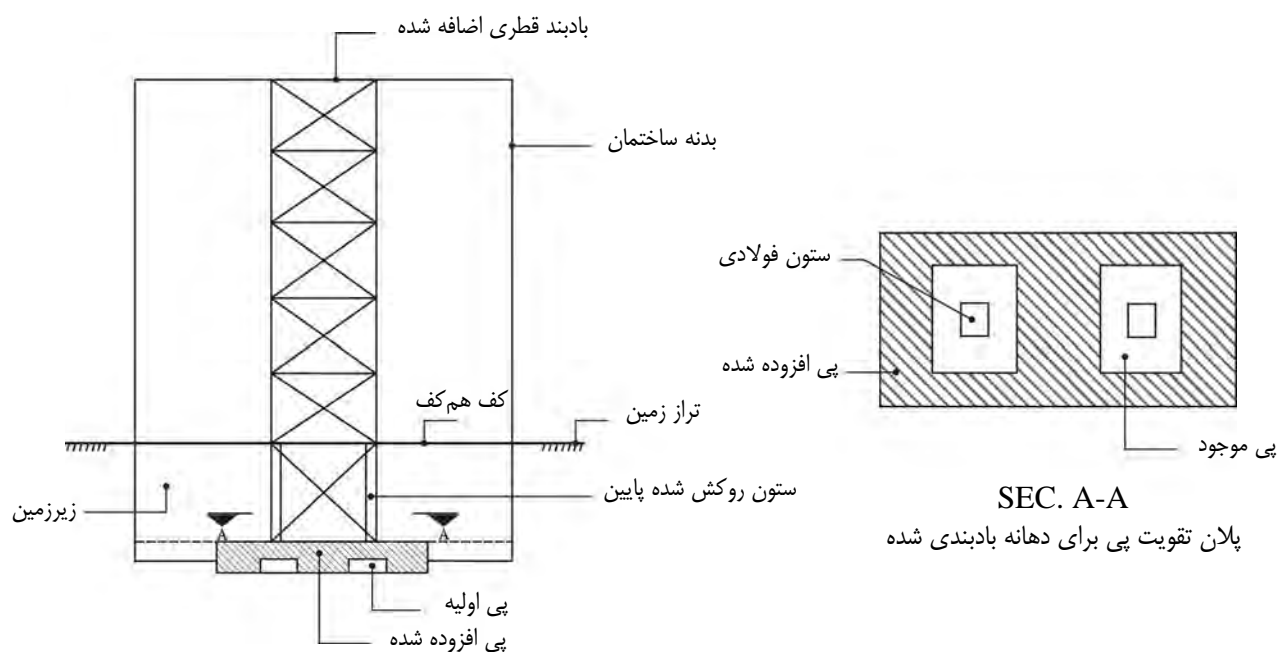 بادبند قطری اضافه شده
بدنه ساختمان
ستون فولادی
پی افزوده شده
کف هم‌کف
تراز زمین
پی موجود
ستون روکش شده پایین
زیرزمین
SEC. A-A
A
A
پلان تقویت پی برای دهانه بادبندی شده
پی اولیه
پی افزوده شده